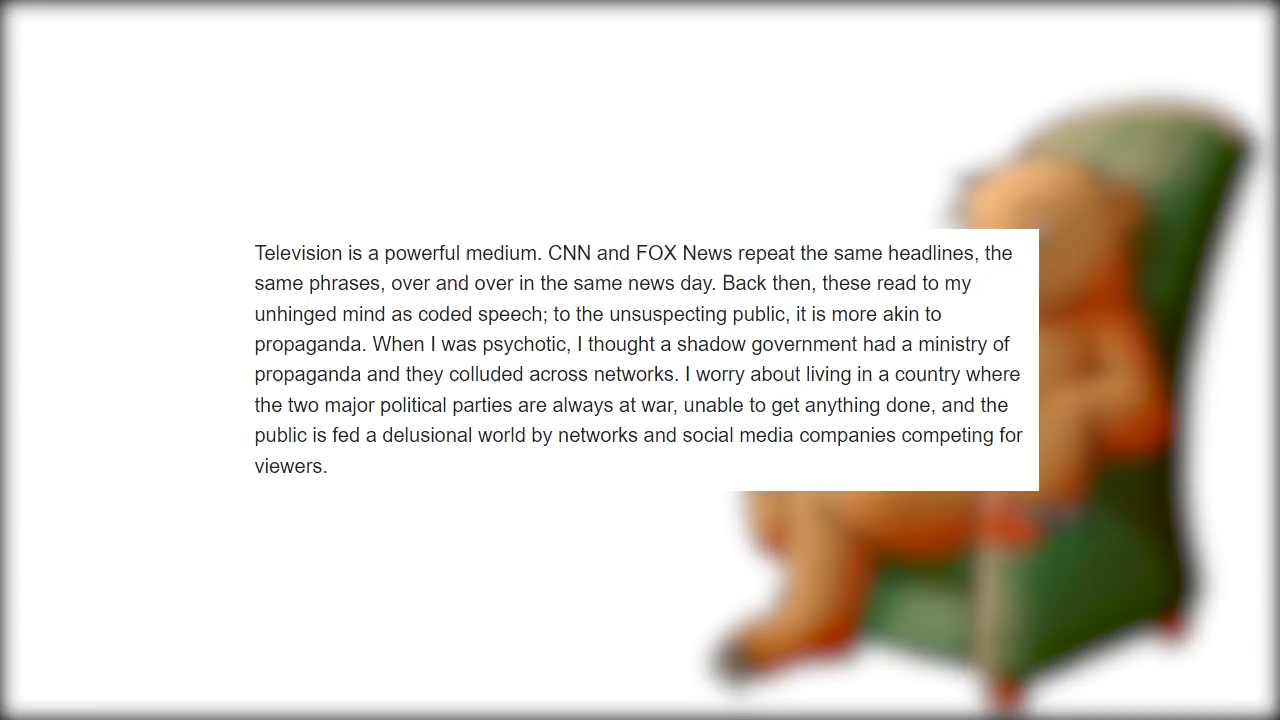 Television is a powerful medium. CNN and FOX News repeat the same headlines, the
same phrases, over and over in the same news day. Back then, these read to my
unhinged mind as coded speech; to the unsuspecting public, it is more akin to
propaganda. When I was psychotic, I thought a shadow government had a ministry of
propaganda and they colluded across networks. I worry about living in a country where
the two major political parties are always at war, unable to get anything done, and the
public is fed a delusional world by networks and social media companies competing for
viewers.